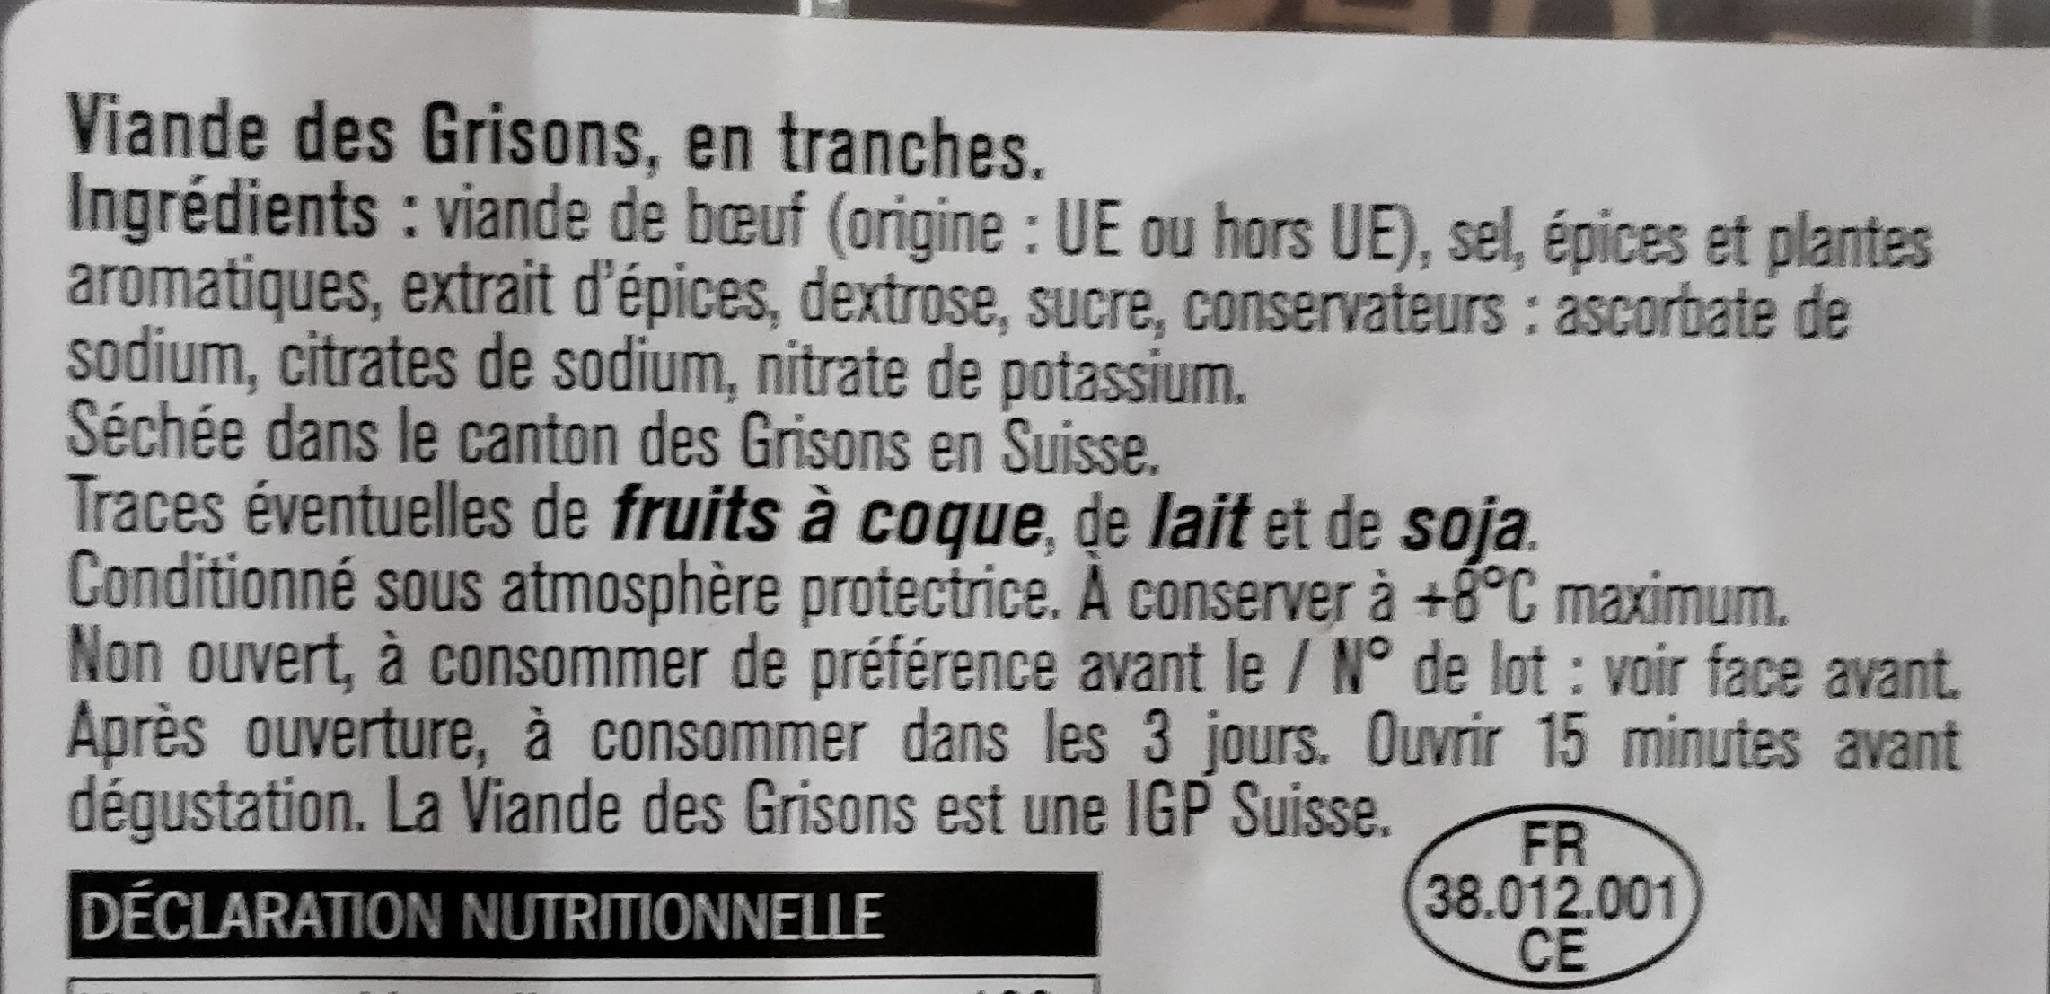 Viande des Grisons, en tranches.
Ingrédients : viande de bœuf (origine : UE ou hors UE), sel, épices et plantes
aromatiques, extrait d'épices, dextrose, sucre, conservateurs : ascorbate de
sodium, citrates de sodium, nitrate de potassium.
Séchée dans le canton des Grisons en Suisse.
Traces éventuelles de fruits à coque, de lait et de soja.
Conditionné sous atmosphère protectrice. À conserver à +8°C maximum.
Non ouvert, à consommer de préférence avant le / N° de lot : voir face avant.
Après ouverture, à consommer dans les 3 jours. Ouvrir 15 minutes avant
dégustation. La Viande des Grisons est une IGP Suisse.
FR
38.012.001
CE
DÉCLARATION NUTRITIONNELLE